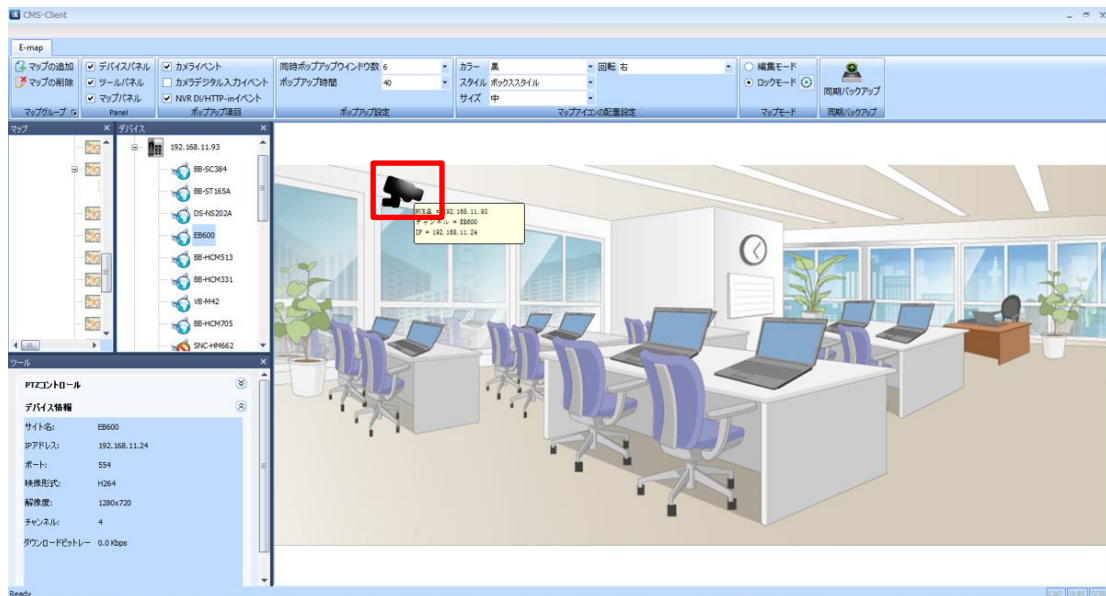 CMS-Client
E-map
マップの追加
マップの削除
マップグループ
デバイスパネル
ツールパネル
マップパネル
Panel
カメライベント
カメラデジタル入力イベント
NVR DI/HTTP-inイベント
ポップアップ項目
同時ポップアップウインドウ数 6
ポップアップ時間 40
ポップアップ設定
カラー 黒
スタイル ボックススタイル
サイズ 中
回転 右
マップアイコンの配置設定
編集モード
ロックモード
マップモード
同期バックアップ
同期バックアップ
マップ
デバイス
192.168.11.93
BB-SC384
BB-ST165A
DS-NS202A
EB600
BB-HCM513
BB-HCM331
VB-M42
BB-HCM705
SNC-HM662
NVR名 = 192.168.11.93
チャンネル = EB600
IP = 192.168.11.24
ツール
PTZコントロール
デバイス情報
サイト名: EB600
IPアドレス: 192.168.11.24
ポート: 554
映像形式: H264
解像度: 1280x720
チャンネル: 4
ダウンロードビットレー 0.0 Kbps
Ready
CAP NUM SCRL